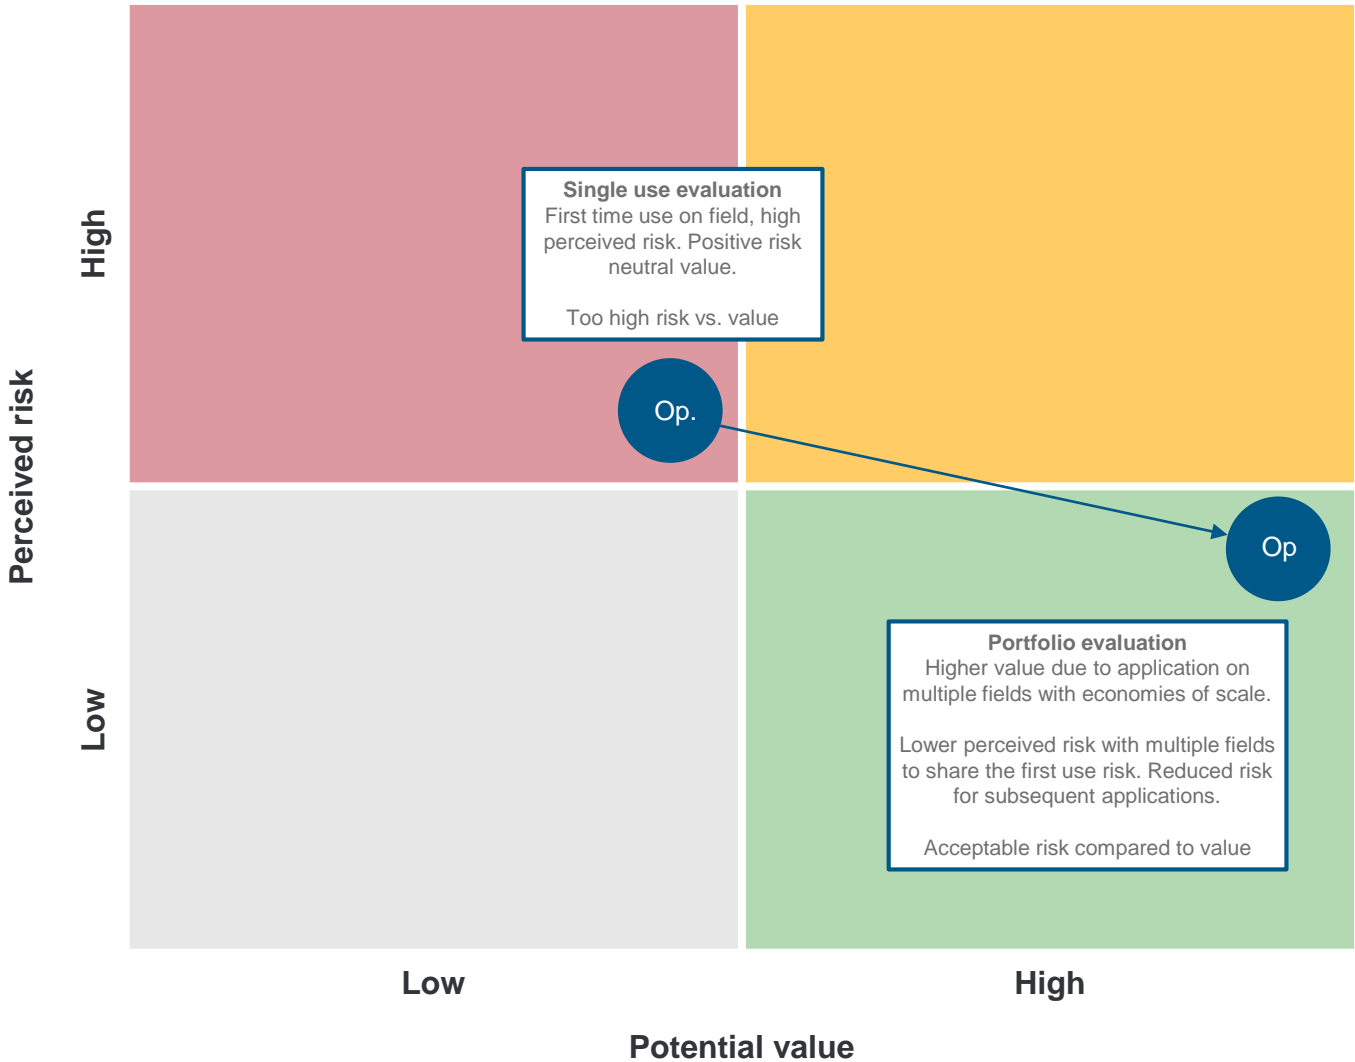 Perceived risk
High
Low
Single use evaluation
First time use on field, high
perceived risk. Positive risk
neutral value.
Too high risk vs. value
Op.
Op
Portfolio evaluation
Higher value due to application on
multiple fields with economies of scale.
Lower perceived risk with multiple fields
to share the first use risk. Reduced risk
for subsequent applications.
Acceptable risk compared to value
Low
High
Potential value